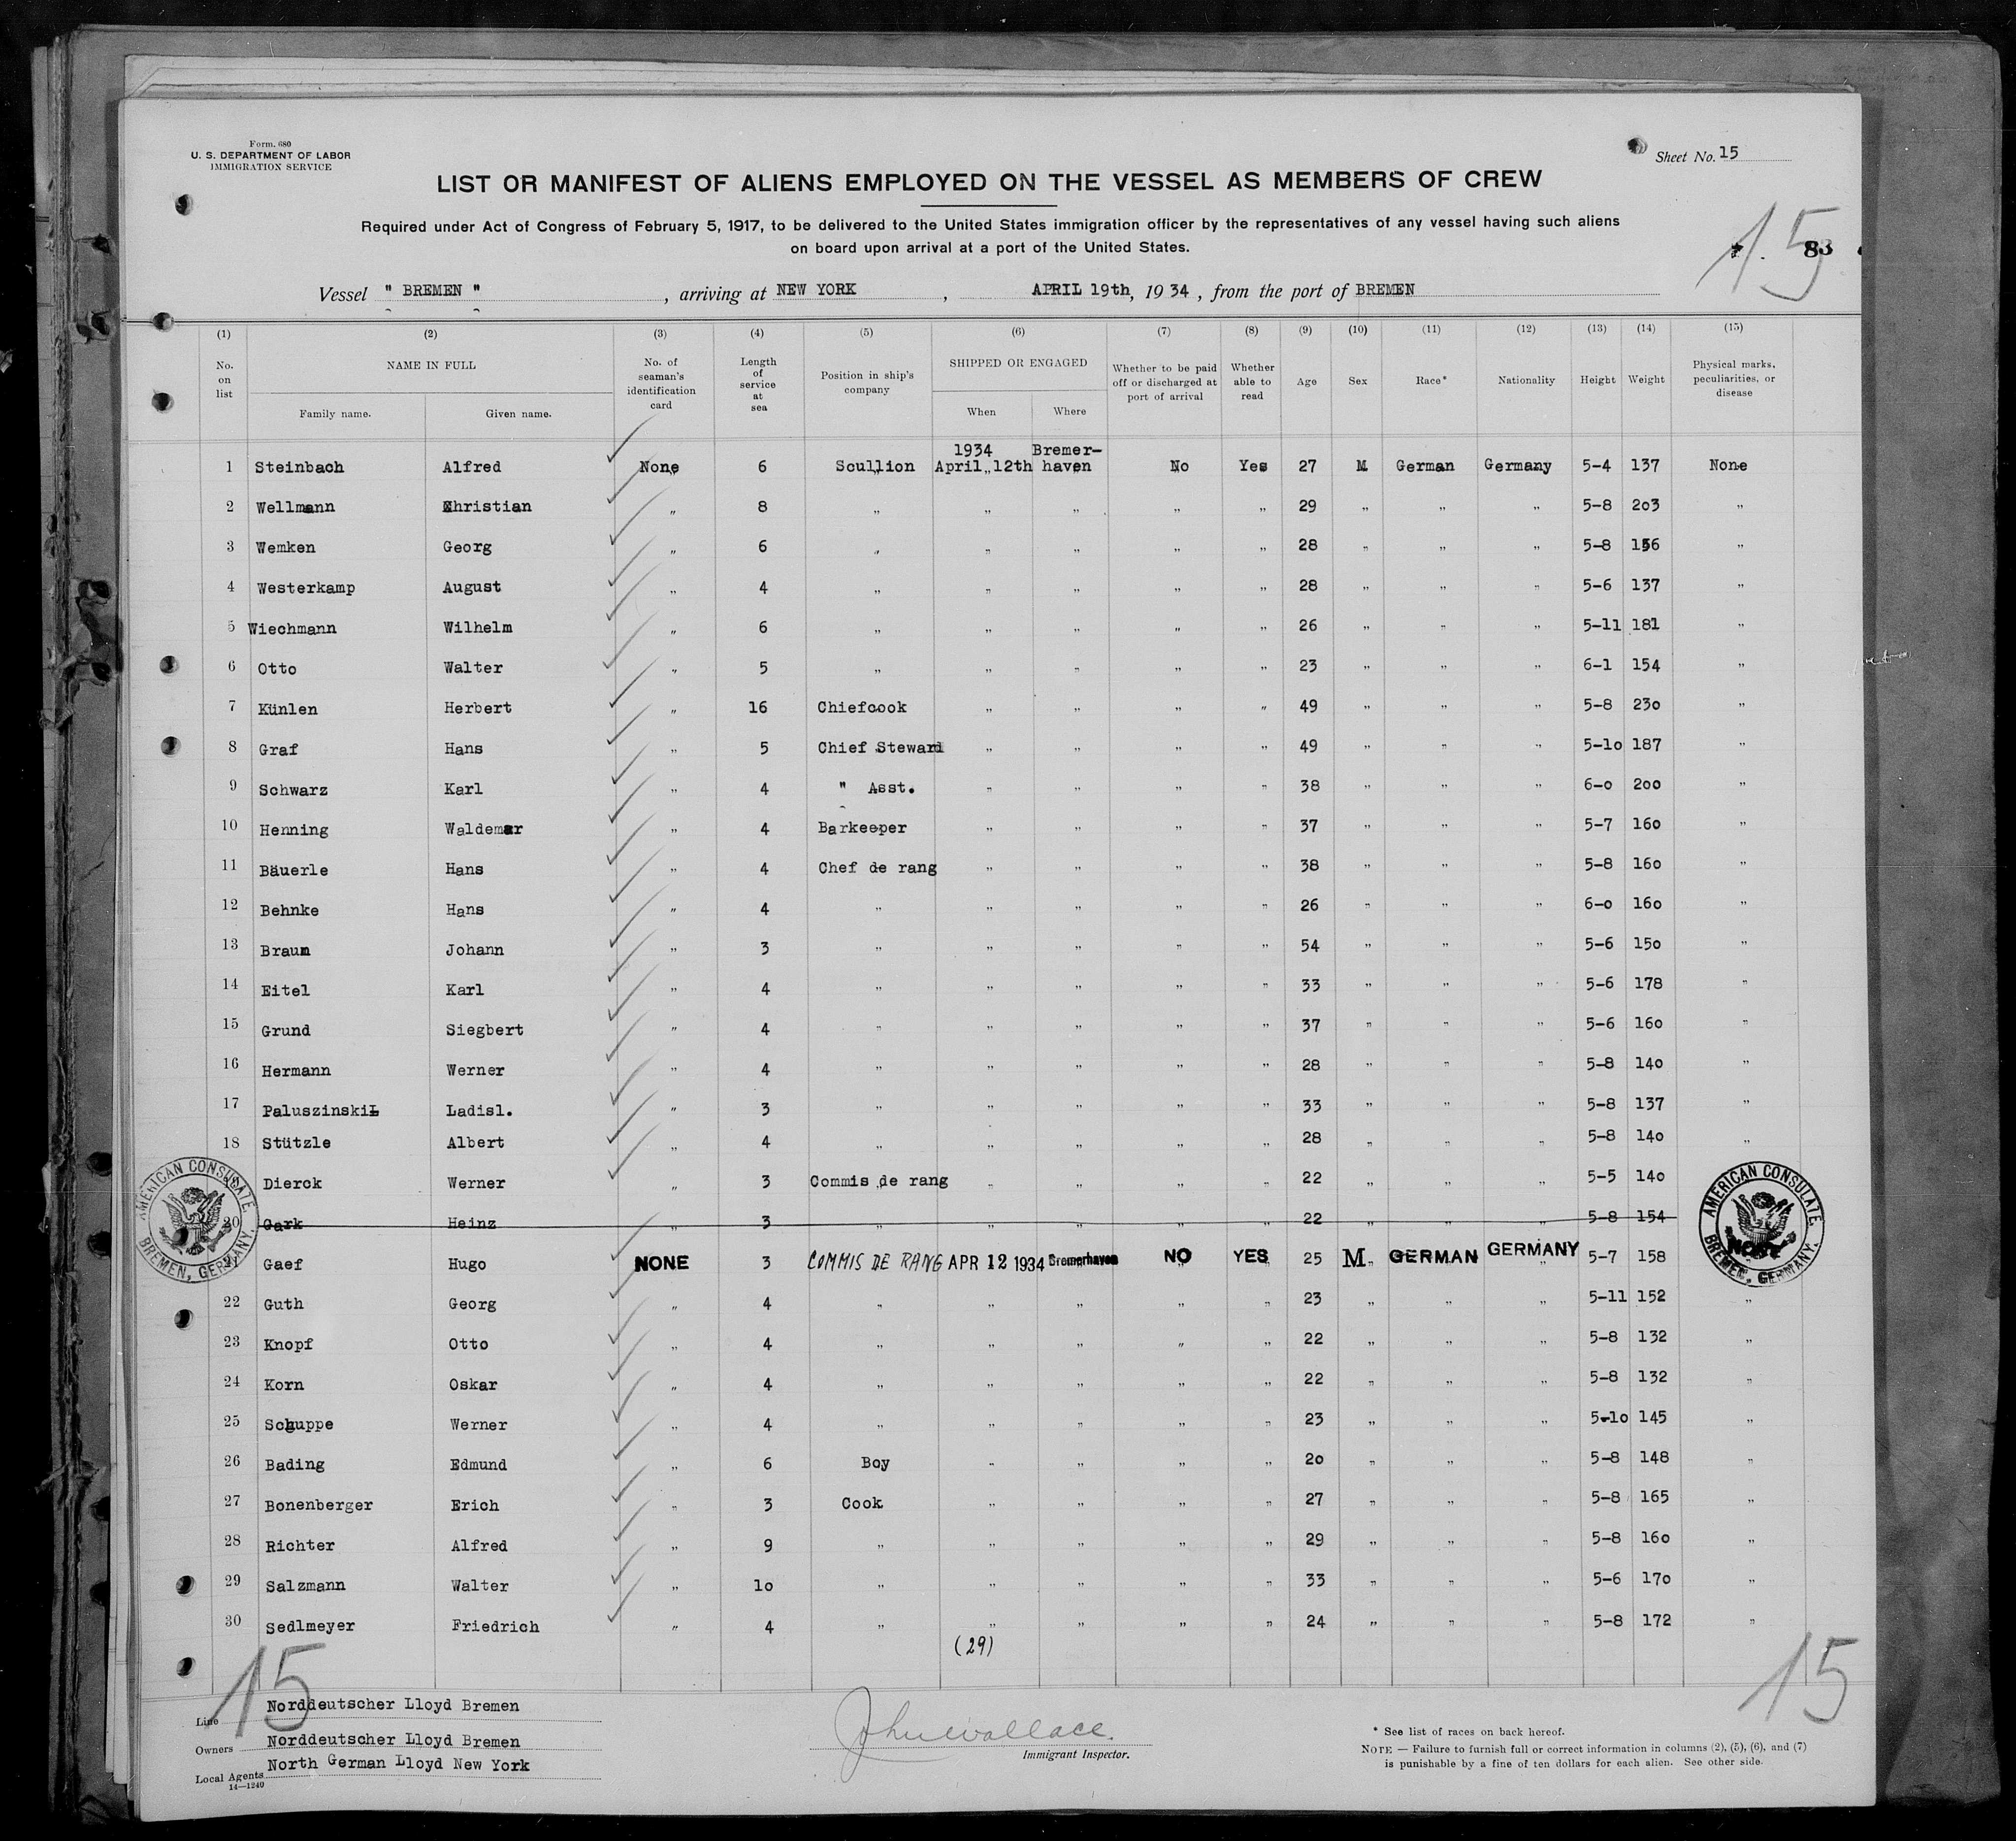 Form. 680
U. S. DEPARTMENT OF LABOR
IMMIGRATION SERVICE
Sheet No. 15
LIST OR MANIFEST OF ALIENS EMPLOYED ON THE VESSEL AS MEMBERS OF CREW
Required under Act of Congress of February 5, 1917, to be delivered to the United States immigration officer by the representatives of any vessel having such aliens
on board upon arrival at a port of the United States.
15 83
Vessel " BREMEN " , arriving at NEW YORK , APRIL 19th, 1934 , from the port of BREMEN
(1) (2) (3) (4) (5) (6) (7) (8) (9) (10) (11) (12) (13) (14) (15)
No. on list NAME IN FULL Family name. Given name. No. of seaman's identification card Length of service at sea Position in ship's company SHIPPED OR ENGAGED When Where Whether to be paid off or discharged at port of arrival Whether able to read Age Sex Race* Nationality Height Weight Physical marks, peculiarities, or disease
1 Steinbach Alfred None 6 Scullion 1934 April 12th Bremer-haven No Yes 27 M German Germany 5-4 137 None
2 Wellmann Christian " 8 " " " " " 29 " " " 5-8 203 "
3 Wemken Georg " 6 " " " " " 28 " " " 5-8 156 "
4 Westerkamp August " 4 " " " " " 28 " " " 5-6 137 "
5 Wiechmann Wilhelm " 6 " " " " " 26 " " " 5-11 181 "
6 Otto Walter " 5 " " " " " 23 " " " 6-1 154 "
7 Künlen Herbert " 16 Chiefcook " " " " 49 " " " 5-8 230 "
8 Graf Hans " 5 Chief Steward " " " " 49 " " " 5-10 187 "
9 Schwarz Karl " 4 " Asst. " " " " 38 " " " 6-0 200 "
10 Henning Waldemar " 4 Barkeeper " " " " 37 " " " 5-7 160 "
11 Bäuerle Hans " 4 Chef de rang " " " " 38 " " " 5-8 160 "
12 Behnke Hans " 4 " " " " " 26 " " " 6-0 160 "
13 Braun Johann " 3 " " " " " 54 " " " 5-6 150 "
14 Eitel Karl " 4 " " " " " 33 " " " 5-6 178 "
15 Grund Siegbert " 4 " " " " " 37 " " " 5-6 160 "
16 Hermann Werner " 4 " " " " " 28 " " " 5-8 140 "
17 Paluszinski Ladisl. " 3 " " " " " 33 " " " 5-8 137 "
18 Stützle Albert " 4 " " " " " 28 " " " 5-8 140 "
19 Dierck Werner " 3 Commis de rang " " " " 22 " " " 5-5 140
20 Gark Heinz " 3 " " " " " 22 " " " 5-8 154
21 Gaef Hugo NONE 3 COMMIS DE RANG APR 12 1934 Bremerhaven NO YES 25 M GERMAN GERMANY 5-7 158 NONE
AMERICAN CONSULATE BREMEN, GERMANY.
AMERICAN CONSULATE BREMEN, GERMANY.
22 Guth Georg " 4 " " " " " 23 " " " 5-11 152 "
23 Knopf Otto " 4 " " " " " 22 " " " 5-8 132 "
24 Korn Oskar " 4 " " " " " 22 " " " 5-8 132 "
25 Schuppe Werner " 4 " " " " " 23 " " " 5-10 145 "
26 Bading Edmund " 6 Boy " " " " 20 " " " 5-8 148 "
27 Bonenberger Erich " 3 Cook " " " " 27 " " " 5-8 165 "
28 Richter Alfred " 9 " " " " " 29 " " " 5-8 160 "
29 Salzmann Walter " 10 " " " " " 33 " " " 5-6 170 "
30 Sedlmeyer Friedrich " 4 " " " " " 24 " " " 5-8 172 "
(29)
15 15
Line Norddeutscher Lloyd Bremen
Owners Norddeutscher Lloyd Bremen
Local Agents North German Lloyd New York
14—1240
John Wallace.
Immigrant Inspector.
* See list of races on back hereof.
NOTE — Failure to furnish full or correct information in columns (2), (5), (6), and (7)
is punishable by a fine of ten dollars for each alien. See other side.